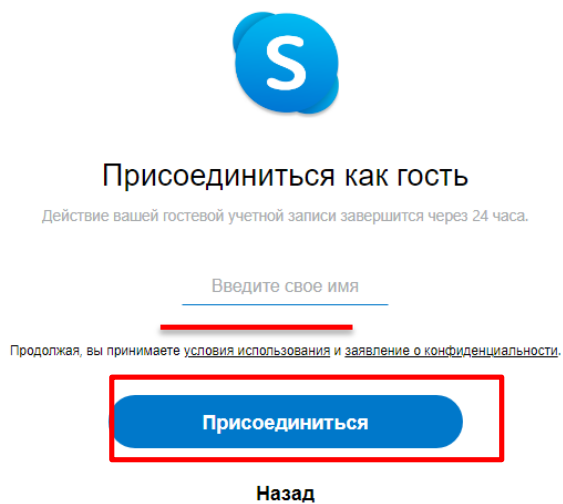 S
Присоединиться как гость
Действие вашей гостевой учетной записи завершится через 24 часа.
Введите свое имя
Продолжая, вы принимаете условия использования и заявление о конфиденциальности.
Присоединиться
Назад